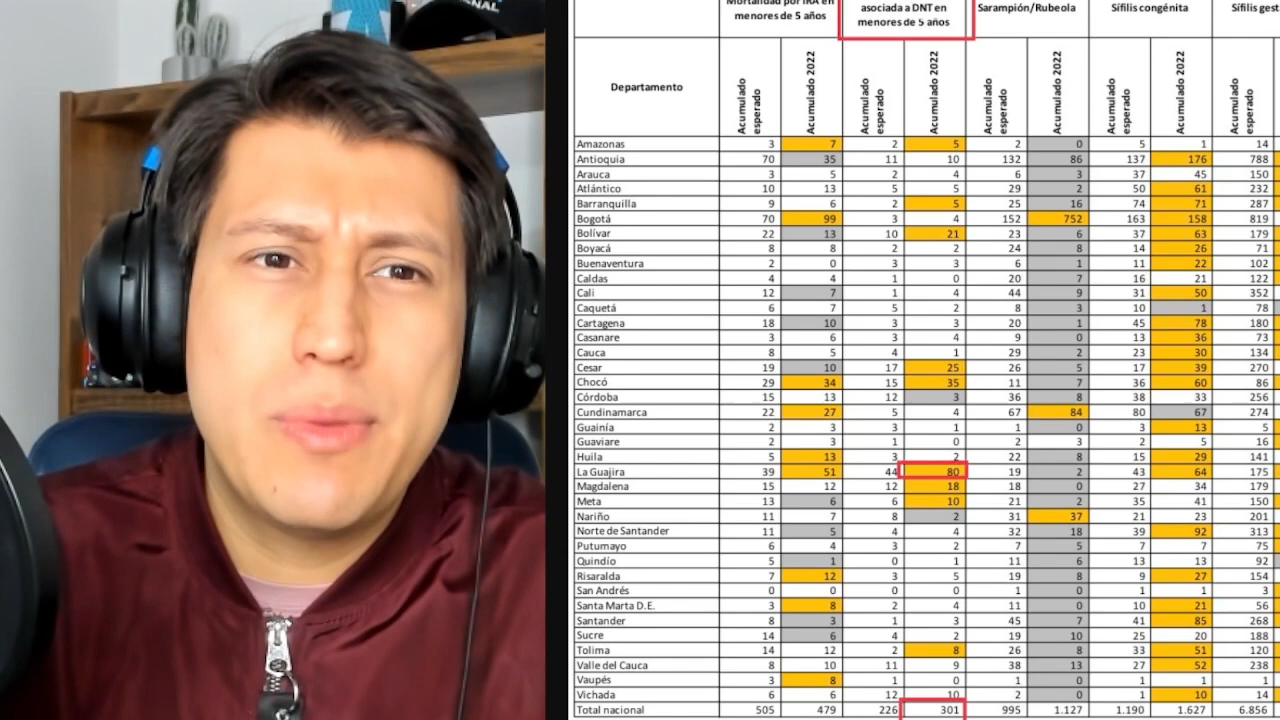 NAL
Mortalidad por IRA en menores de 5 años
asociada a DNT en menores de 5 años
Sarampión/Rubeola
Sífilis congénita
Sífilis gest
Departamento
Acumulado esperado
Acumulado 2022
Acumulado esperado
Acumulado 2022
Acumulado esperado
Acumulado 2022
Acumulado esperado
Acumulado 2022
Acumulado esperado
Amazonas 3 7 2 5 2 0 5 1 14
Antioquia 70 35 11 10 132 86 137 176 788
Arauca 3 5 2 4 6 3 37 45 150
Atlántico 10 13 5 5 29 2 50 61 232
Barranquilla 9 6 2 5 25 16 74 71 287
Bogotá 70 99 3 4 152 752 163 158 819
Bolívar 22 13 10 21 23 6 37 63 179
Boyacá 8 8 2 2 24 8 14 26 71
Buenaventura 2 0 3 3 6 1 11 22 102
Caldas 4 4 1 0 20 7 16 21 122
Cali 12 7 1 4 44 9 31 50 352
Caquetá 6 7 5 2 8 3 10 1 78
Cartagena 18 10 3 3 20 1 45 78 180
Casanare 3 6 3 4 9 0 13 36 73
Cauca 8 5 4 1 29 2 23 30 134
Cesar 19 10 17 25 26 5 17 39 270
Chocó 29 34 15 35 11 7 36 60 86
Córdoba 15 13 12 3 36 8 38 33 256
Cundinamarca 22 27 5 4 67 84 80 67 274
Guainía 2 3 3 1 1 0 3 13 5
Guaviare 2 3 1 0 2 3 2 5 16
Huila 5 13 3 2 22 8 15 29 141
La Guajira 39 51 44 80 19 2 43 64 175
Magdalena 15 12 12 18 18 0 27 34 179
Meta 13 6 6 10 21 2 35 41 150
Nariño 11 7 8 2 31 37 21 23 201
Norte de Santander 11 5 4 4 32 18 39 92 313
Putumayo 6 4 3 2 7 5 7 7 75
Quindío 5 1 0 1 11 6 13 13 92
Risaralda 7 12 3 5 19 8 9 27 154
San Andrés 0 0 0 0 1 0 1 1 3
Santa Marta D.E. 3 8 2 4 11 0 10 21 56
Santander 8 3 1 3 45 7 41 85 268
Sucre 14 6 4 2 19 10 25 20 188
Tolima 14 12 2 8 26 8 33 51 120
Valle del Cauca 8 10 11 9 38 13 27 52 238
Vaupés 3 8 1 0 1 0 1 1 1
Vichada 6 6 12 10 2 0 1 10 14
Total nacional 505 479 226 301 995 1.127 1.190 1.627 6.856